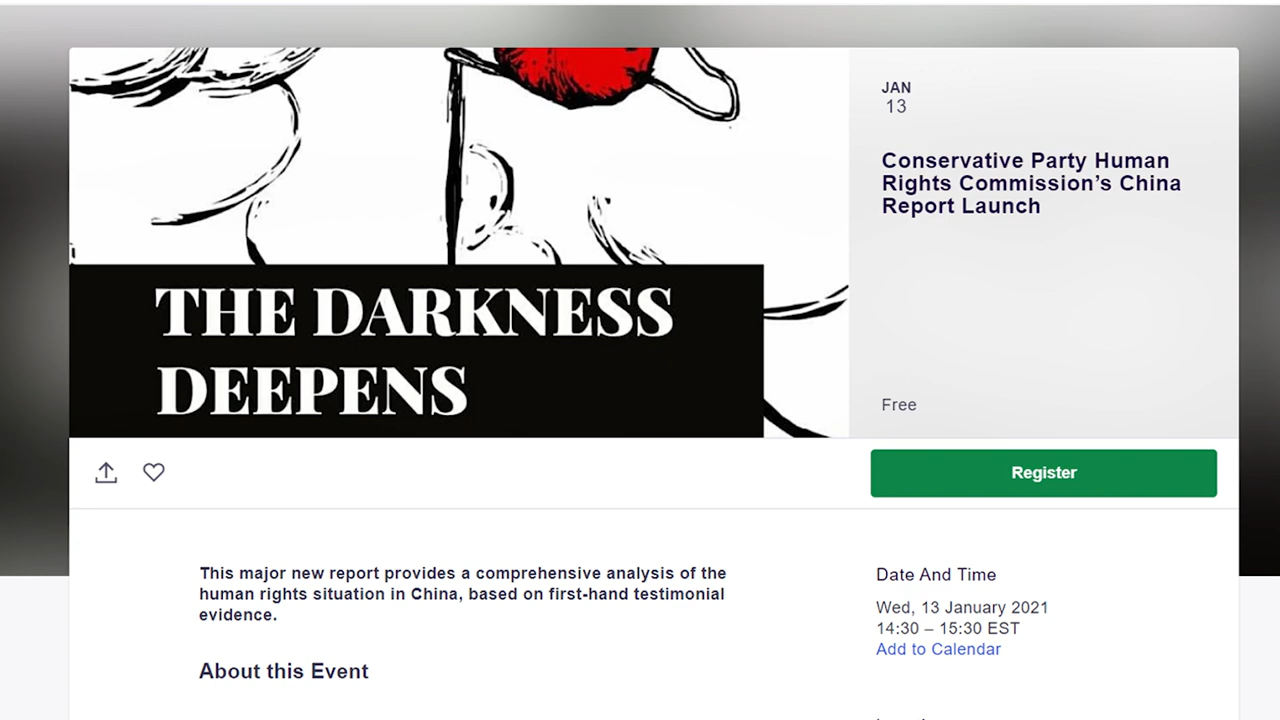 THE DARKNESS
DEEPENS
JAN
13
Conservative Party Human
Rights Commission’s China
Report Launch
Free
Register
This major new report provides a comprehensive analysis of the
human rights situation in China, based on first-hand testimonial
evidence.
About this Event
Date And Time
Wed, 13 January 2021
14:30 – 15:30 EST
Add to Calendar